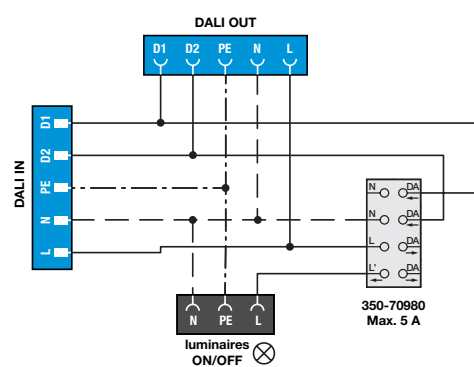 DALI OUT
D1 D2 PE N L
DALI IN
D1
D2
PE
N
L
N DA
N DA
L DA
L' DA
350-70980
Max. 5 A
N PE L
luminaires
ON/OFF